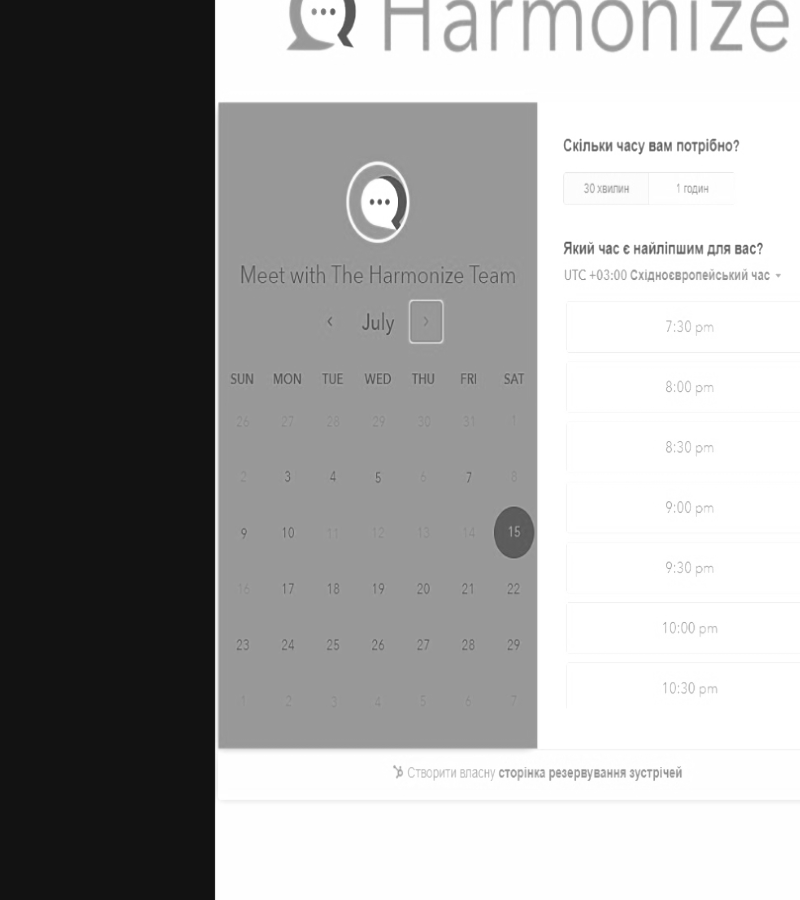 Harmonize
Meet with The Harmonize Team
July
SUN MON TUE WED THU FRI SAT
26 27 28 29 30 31 1
2 3 4 5 6 7 8
9 10 11 12 13 14 15
16 17 18 19 20 21 22
23 24 25 26 27 28 29
1 2 3 4 5 6 7
Скільки часу вам потрібно?
30 хвилин 1 годин
Який час є найліпшим для вас?
UTC +03:00 Східноєвропейський час
7:30 pm
8:00 pm
8:30 pm
9:00 pm
9:30 pm
10:00 pm
10:30 pm
Створити власну сторінка резервування зустрічей